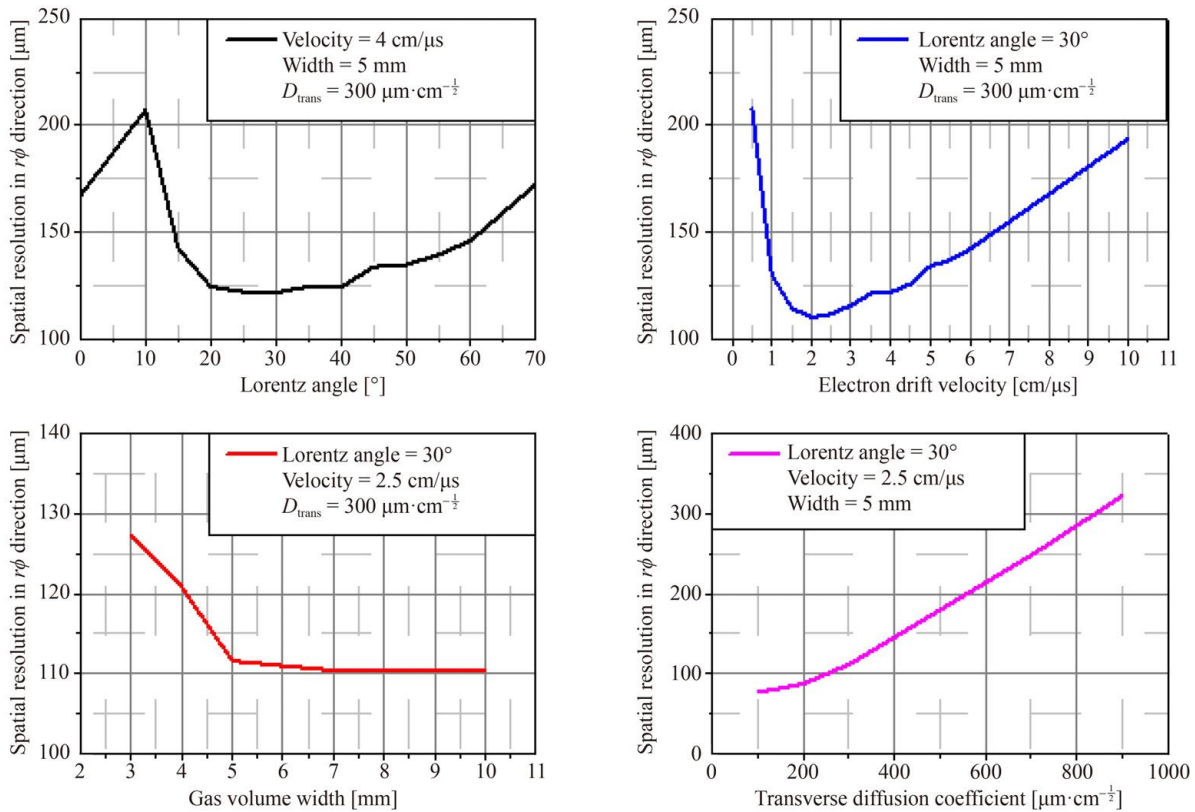 250
200
150
100
Spatial resolution in rϕ direction [μm]
Velocity = 4 cm/μs
Width = 5 mm
D_trans = 300 μm·cm^{-1/2}
0 10 20 30 40 50 60 70
Lorentz angle [°]
250
200
150
100
Spatial resolution in rϕ direction [μm]
Lorentz angle = 30°
Width = 5 mm
D_trans = 300 μm·cm^{-1/2}
0 1 2 3 4 5 6 7 8 9 10 11
Electron drift velocity [cm/μs]
140
130
120
110
100
Spatial resolution in rϕ direction [μm]
Lorentz angle = 30°
Velocity = 2.5 cm/μs
D_trans = 300 μm·cm^{-1/2}
2 3 4 5 6 7 8 9 10 11
Gas volume width [mm]
400
300
200
100
0
Spatial resolution in rϕ direction [μm]
Lorentz angle = 30°
Velocity = 2.5 cm/μs
Width = 5 mm
0 200 400 600 800 1000
Transverse diffusion coefficient [μm·cm^{-1/2}]